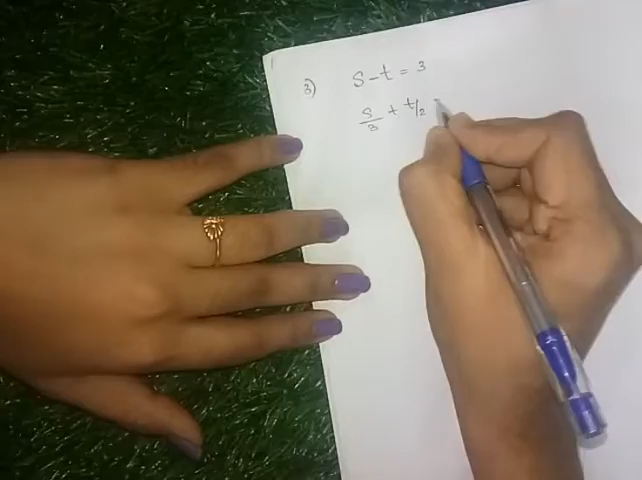 3) s - t = 3
s/3 + t/2